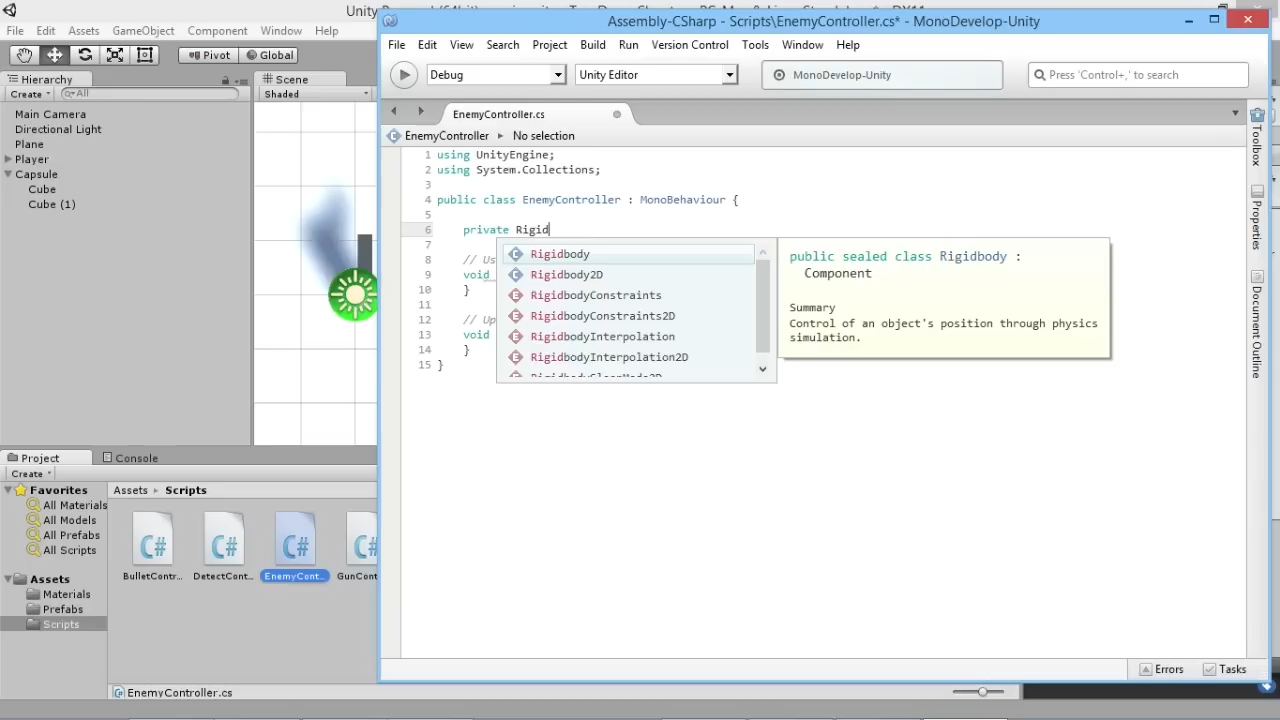 Assembly-CSharp - Scripts\EnemyController.cs* - MonoDevelop-Unity
File Edit Assets GameObject Component Window Help
File Edit View Search Project Build Run Version Control Tools Window Help
Pivot Global
Debug
Unity Editor
MonoDevelop-Unity
Press 'Control+,' to search
Hierarchy
Create
All
Main Camera
Directional Light
Plane
Player
Capsule
Cube
Cube (1)
Scene
Shaded
EnemyController.cs
EnemyController ▸ No selection
1 using UnityEngine;
2 using System.Collections;
3
4 public class EnemyController : MonoBehaviour {
5
6 private Rigid
7
8 // Us
9 void
10 }
11
12 // Up
13 void
14 }
15 }
Rigidbody
Rigidbody2D
RigidbodyConstraints
RigidbodyConstraints2D
RigidbodyInterpolation
RigidbodyInterpolation2D
public sealed class Rigidbody :
Component
Summary
Control of an object's position through physics
simulation.
Toolbox
Properties
Document Outline
Project
Console
Create
Favorites
All Materials
All Models
All Prefabs
All Scripts
Assets
Materials
Prefabs
Scripts
Assets ▸ Scripts
C# C# C# C#
BulletContr... DetectCont... EnemyCont... GunCont
EnemyController.cs
Errors Tasks